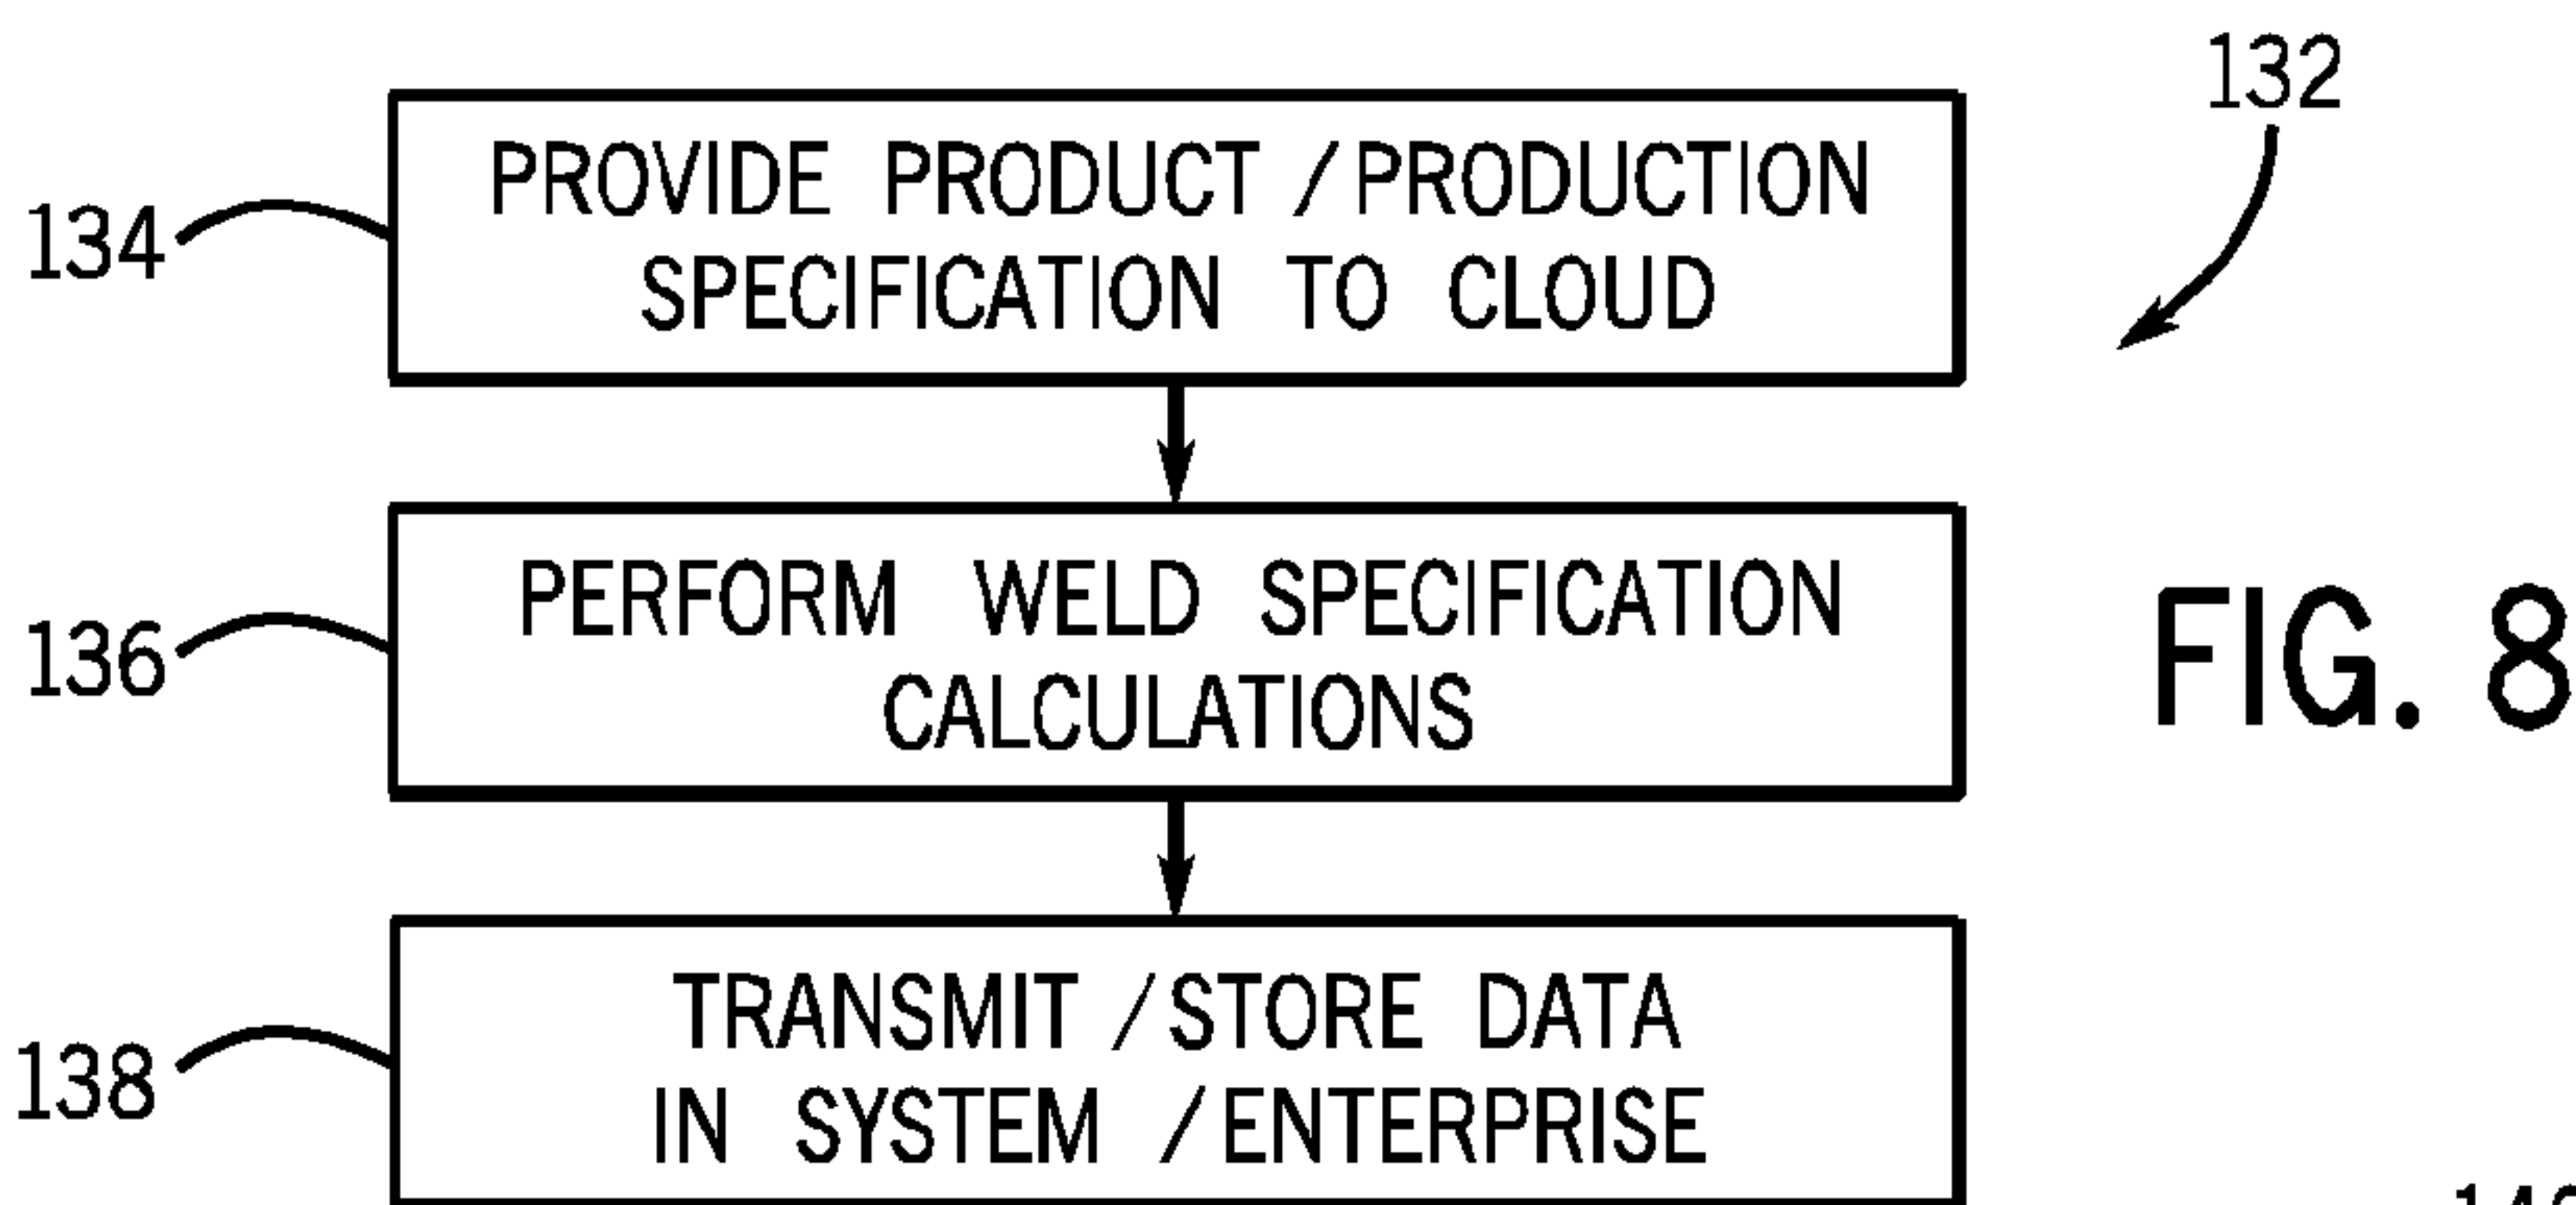 132
134
PROVIDE PRODUCT / PRODUCTION
SPECIFICATION TO CLOUD
136
PERFORM WELD SPECIFICATION
CALCULATIONS
FIG. 8
138
TRANSMIT / STORE DATA
IN SYSTEM / ENTERPRISE